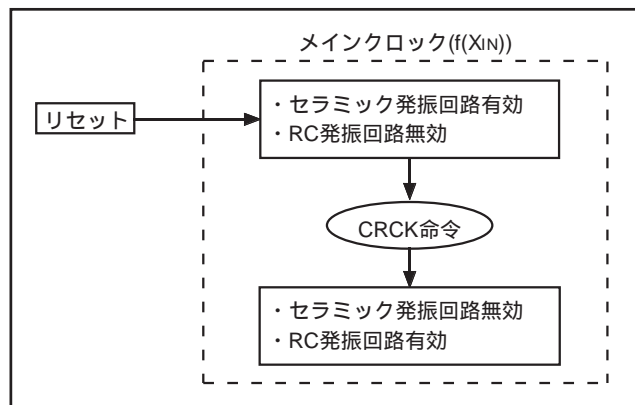 メインクロック(f(XIN))
・セラミック発振回路有効
リセット
・RC発振回路無効
CRCK命令
・セラミック発振回路無効
・RC発振回路有効